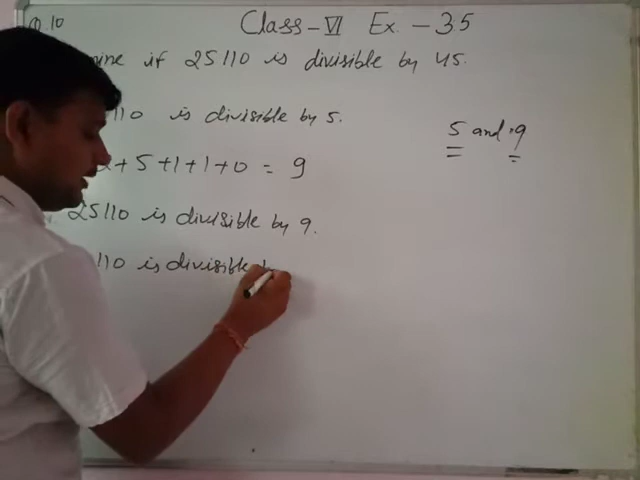 Q.10 Class-VI Ex.-35
mine if 25110 is divisible by 45.
110 is divisible by 5.
5 and 9
+5+1+1+0 = 9
25110 is divisible by 9.
110 is divisible